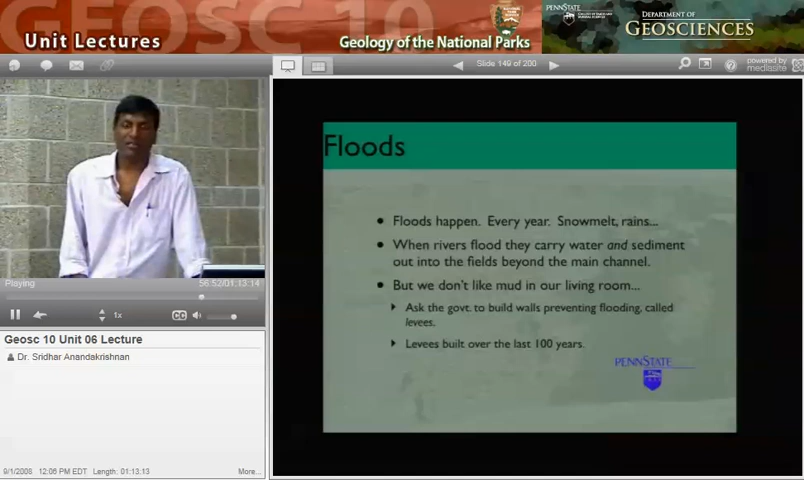 GEOSC 10
Unit Lectures
Geology of the National Parks
PENNSTATE
DEPARTMENT OF
GEOSCIENCES
Slide 149 of 200
powered by
mediasite
Floods
• Floods happen. Every year. Snowmelt, rains...
• When rivers flood they carry water and sediment
out into the fields beyond the main channel.
• But we don't like mud in our living room...
Ask the govt. to build walls preventing flooding, called
levees.
Levees built over the last 100 years.
PENNSTATE
Playing
56:52/01:13:14
1x
CC
Geosc 10 Unit 06 Lecture
Dr. Sridhar Anandakrishnan
9/1/2008 12:06 PM EDT Length: 01:13:13
More...